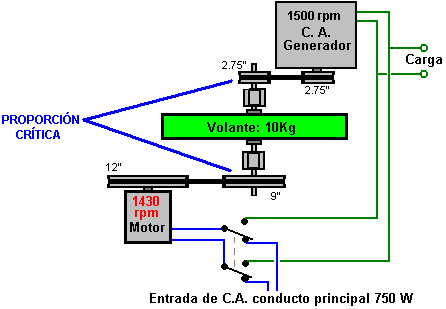 1500 rpm
C. A.
Generador
Carga
2.75"
2.75"
PROPORCIÓN
CRÍTICA
Volante: 10Kg
12"
9"
1430
rpm
Motor
Entrada de C.A. conducto principal 750 W